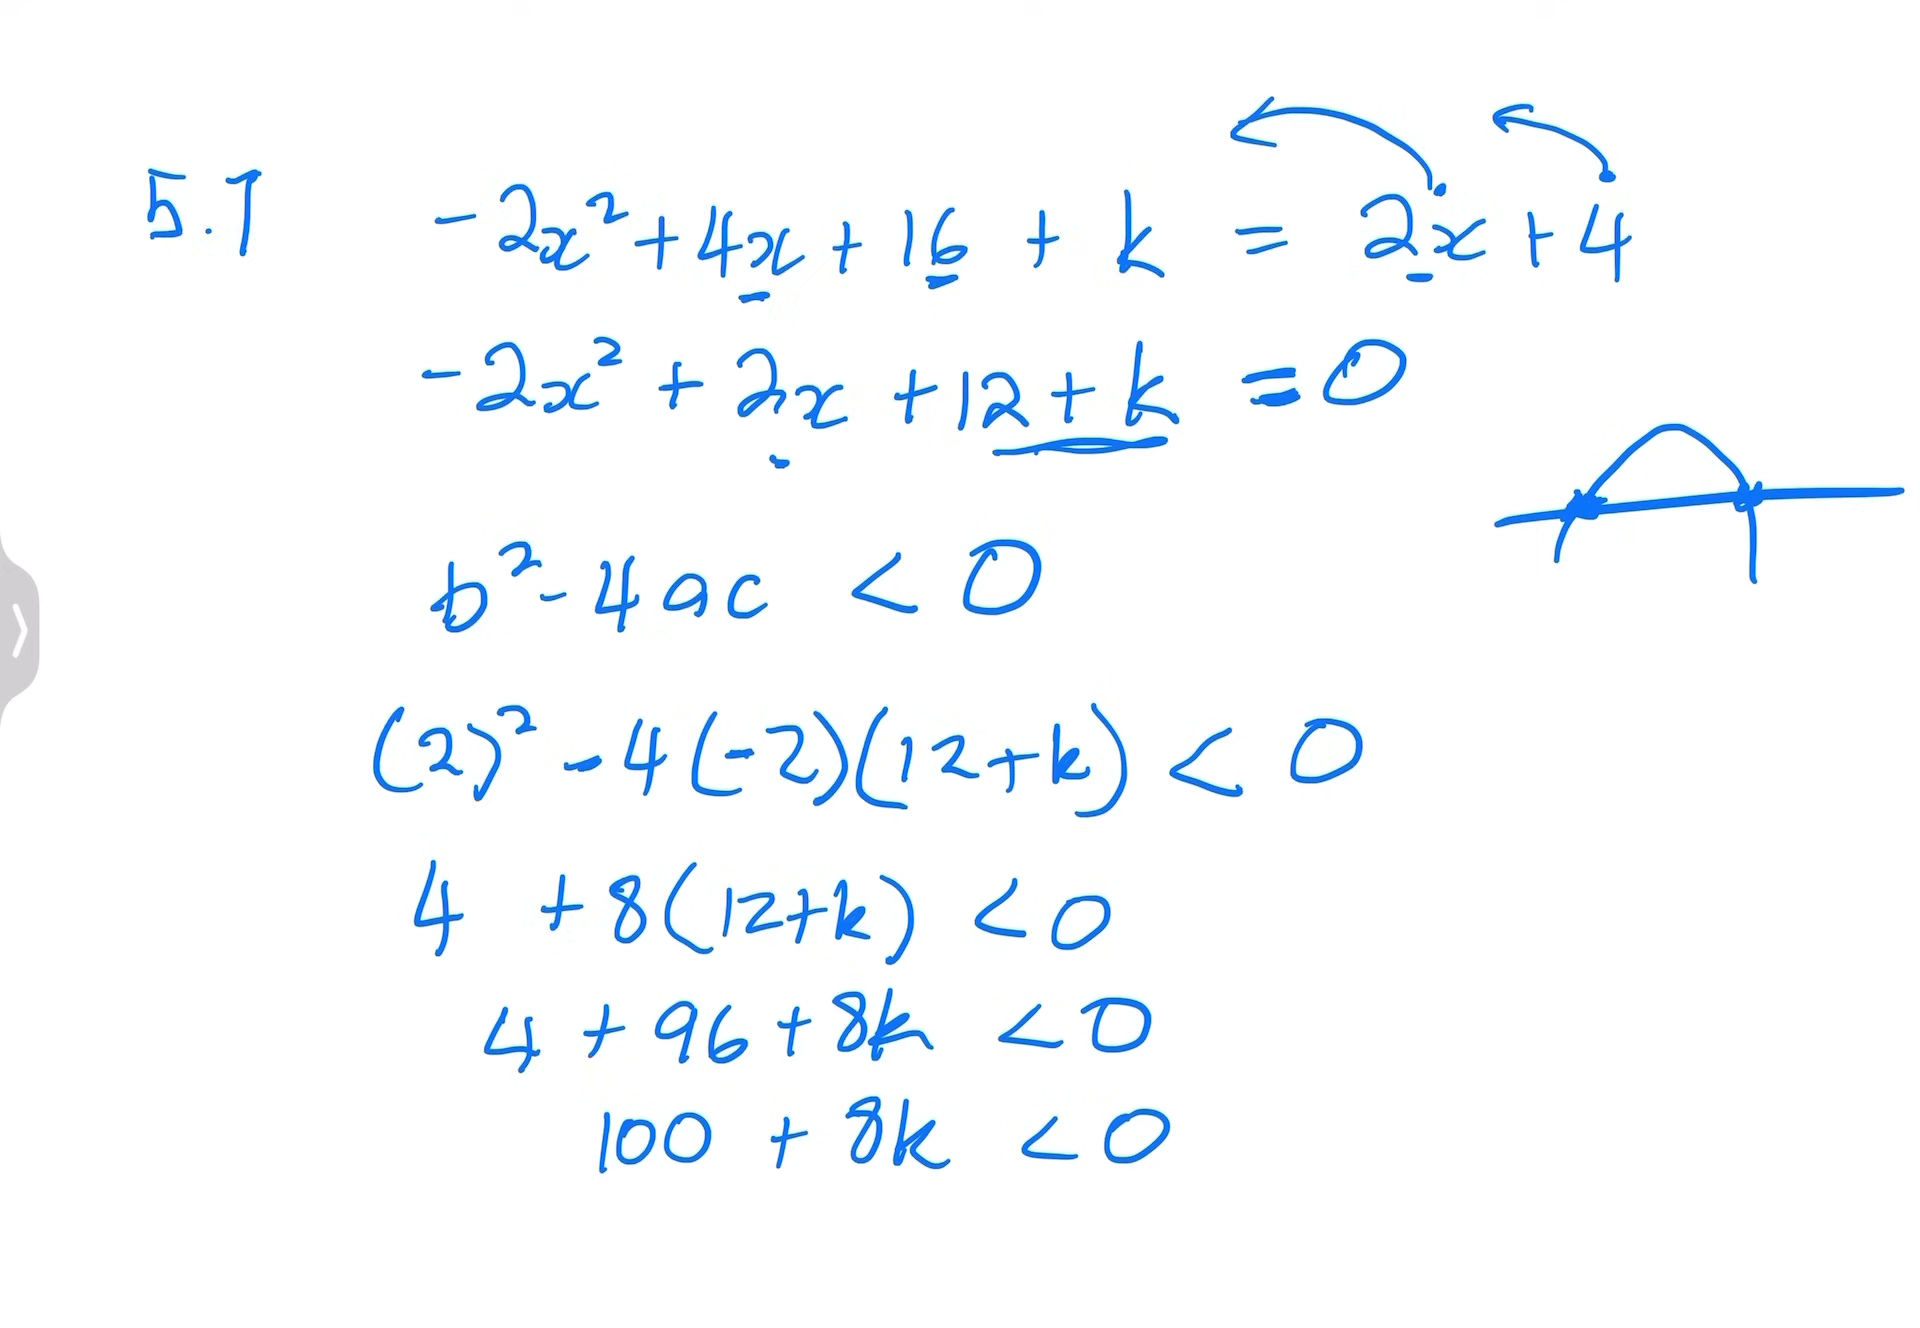 5.7 -2x² + 4x + 16 + k = 2x + 4
-2x² + 2x + 12 + k = 0
b² - 4ac < 0
(2)² - 4(-2)(12+k) < 0
4 + 8(12+k) < 0
4 + 96 + 8k < 0
100 + 8k < 0